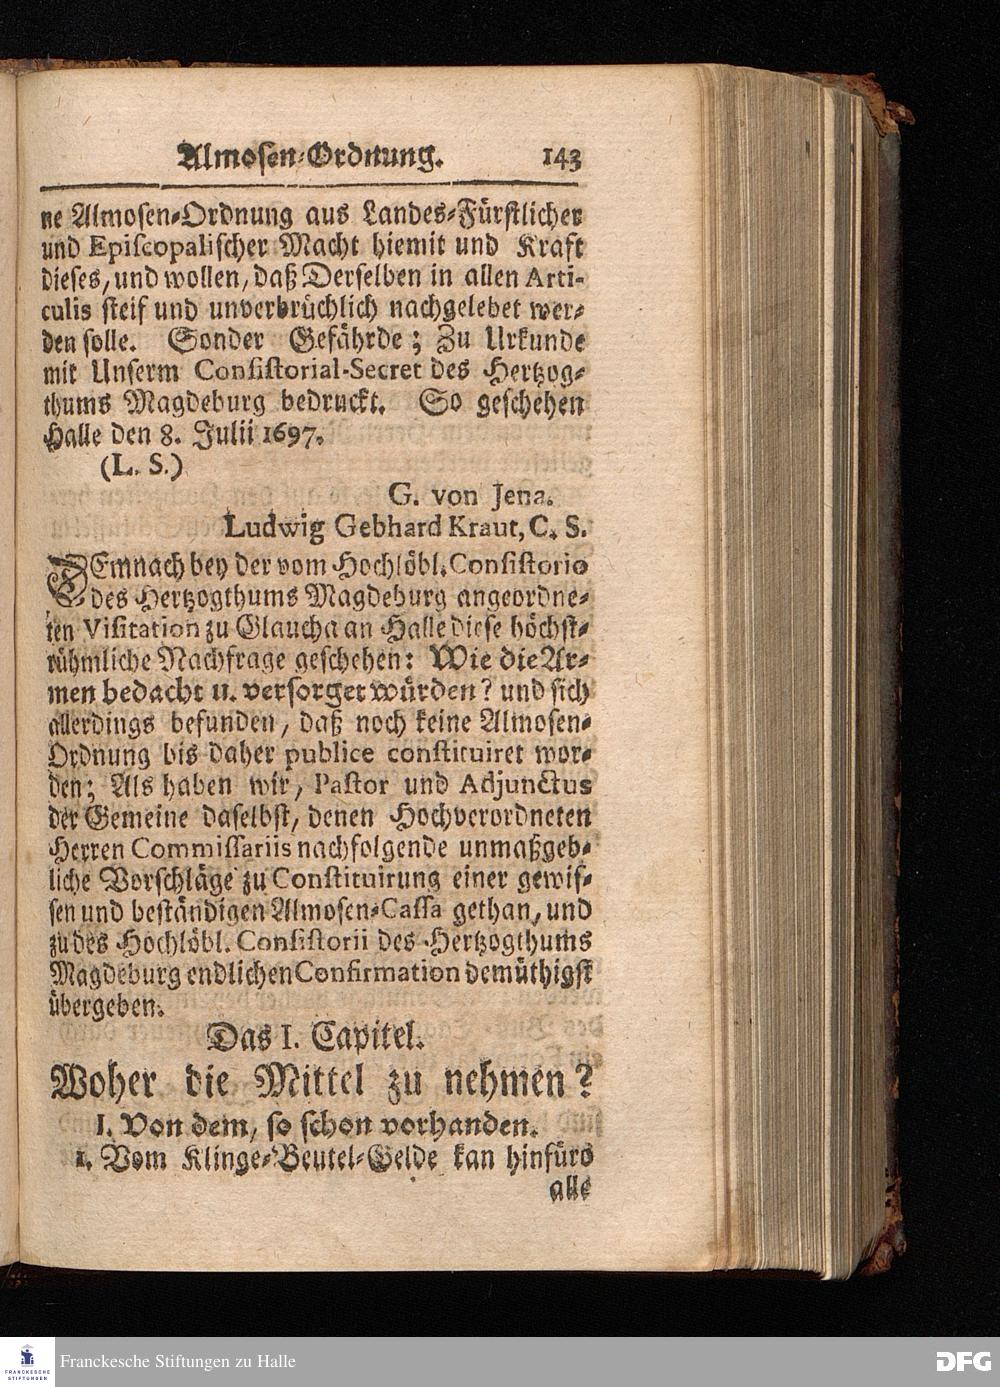 Almosen-Ordnung. 143
ne Almosen-Ordnung aus Landes-Fürstlicher
und Episcopalischer Macht hiemit und Kraft
dieses, und wollen, daß Derselben in allen Arti-
culis steif und unverbrüchlich nachgelebet wer-
den solle. Sonder Gefährde; Zu Urkunde
mit Unserm Consistorial-Secret des Hertzog-
thums Magdeburg bedruckt. So geschehen
Halle den 8. Julii 1697.
(L. S.)
G. von Jena.
Ludwig Gebhard Kraut, C. S.
DEmnach bey der vom Hochlöbl. Consistorio
des Hertzogthums Magdeburg angeordne-
ten Visitation zu Glaucha an Halle diese höchst-
rühmliche Nachfrage geschehen: Wie die Ar-
men bedacht u. versorget würden? und sich
allerdings befunden, daß noch keine Almosen-
Ordnung bis daher publice constituiret wor-
den; Als haben wir, Pastor und Adjunctus
der Gemeine daselbst, denen Hochverordneten
Herren Commissariis nachfolgende unmaßgeb-
liche Vorschläge zu Constituirung einer gewis-
sen und beständigen Almosen-Cassa gethan, und
zu des Hochlöbl. Consistorii des Hertzogthums
Magdeburg endlichen Confirmation demüthigst
übergeben.
Das I. Capitel.
Woher die Mittel zu nehmen?
I. Von dem, so schon vorhanden.
1. Vom Klinge-Beutel-Gelde kan hinfüro
alle
FRANCKESCHE
STIFTUNGEN
Franckesche Stiftungen zu Halle
DFG